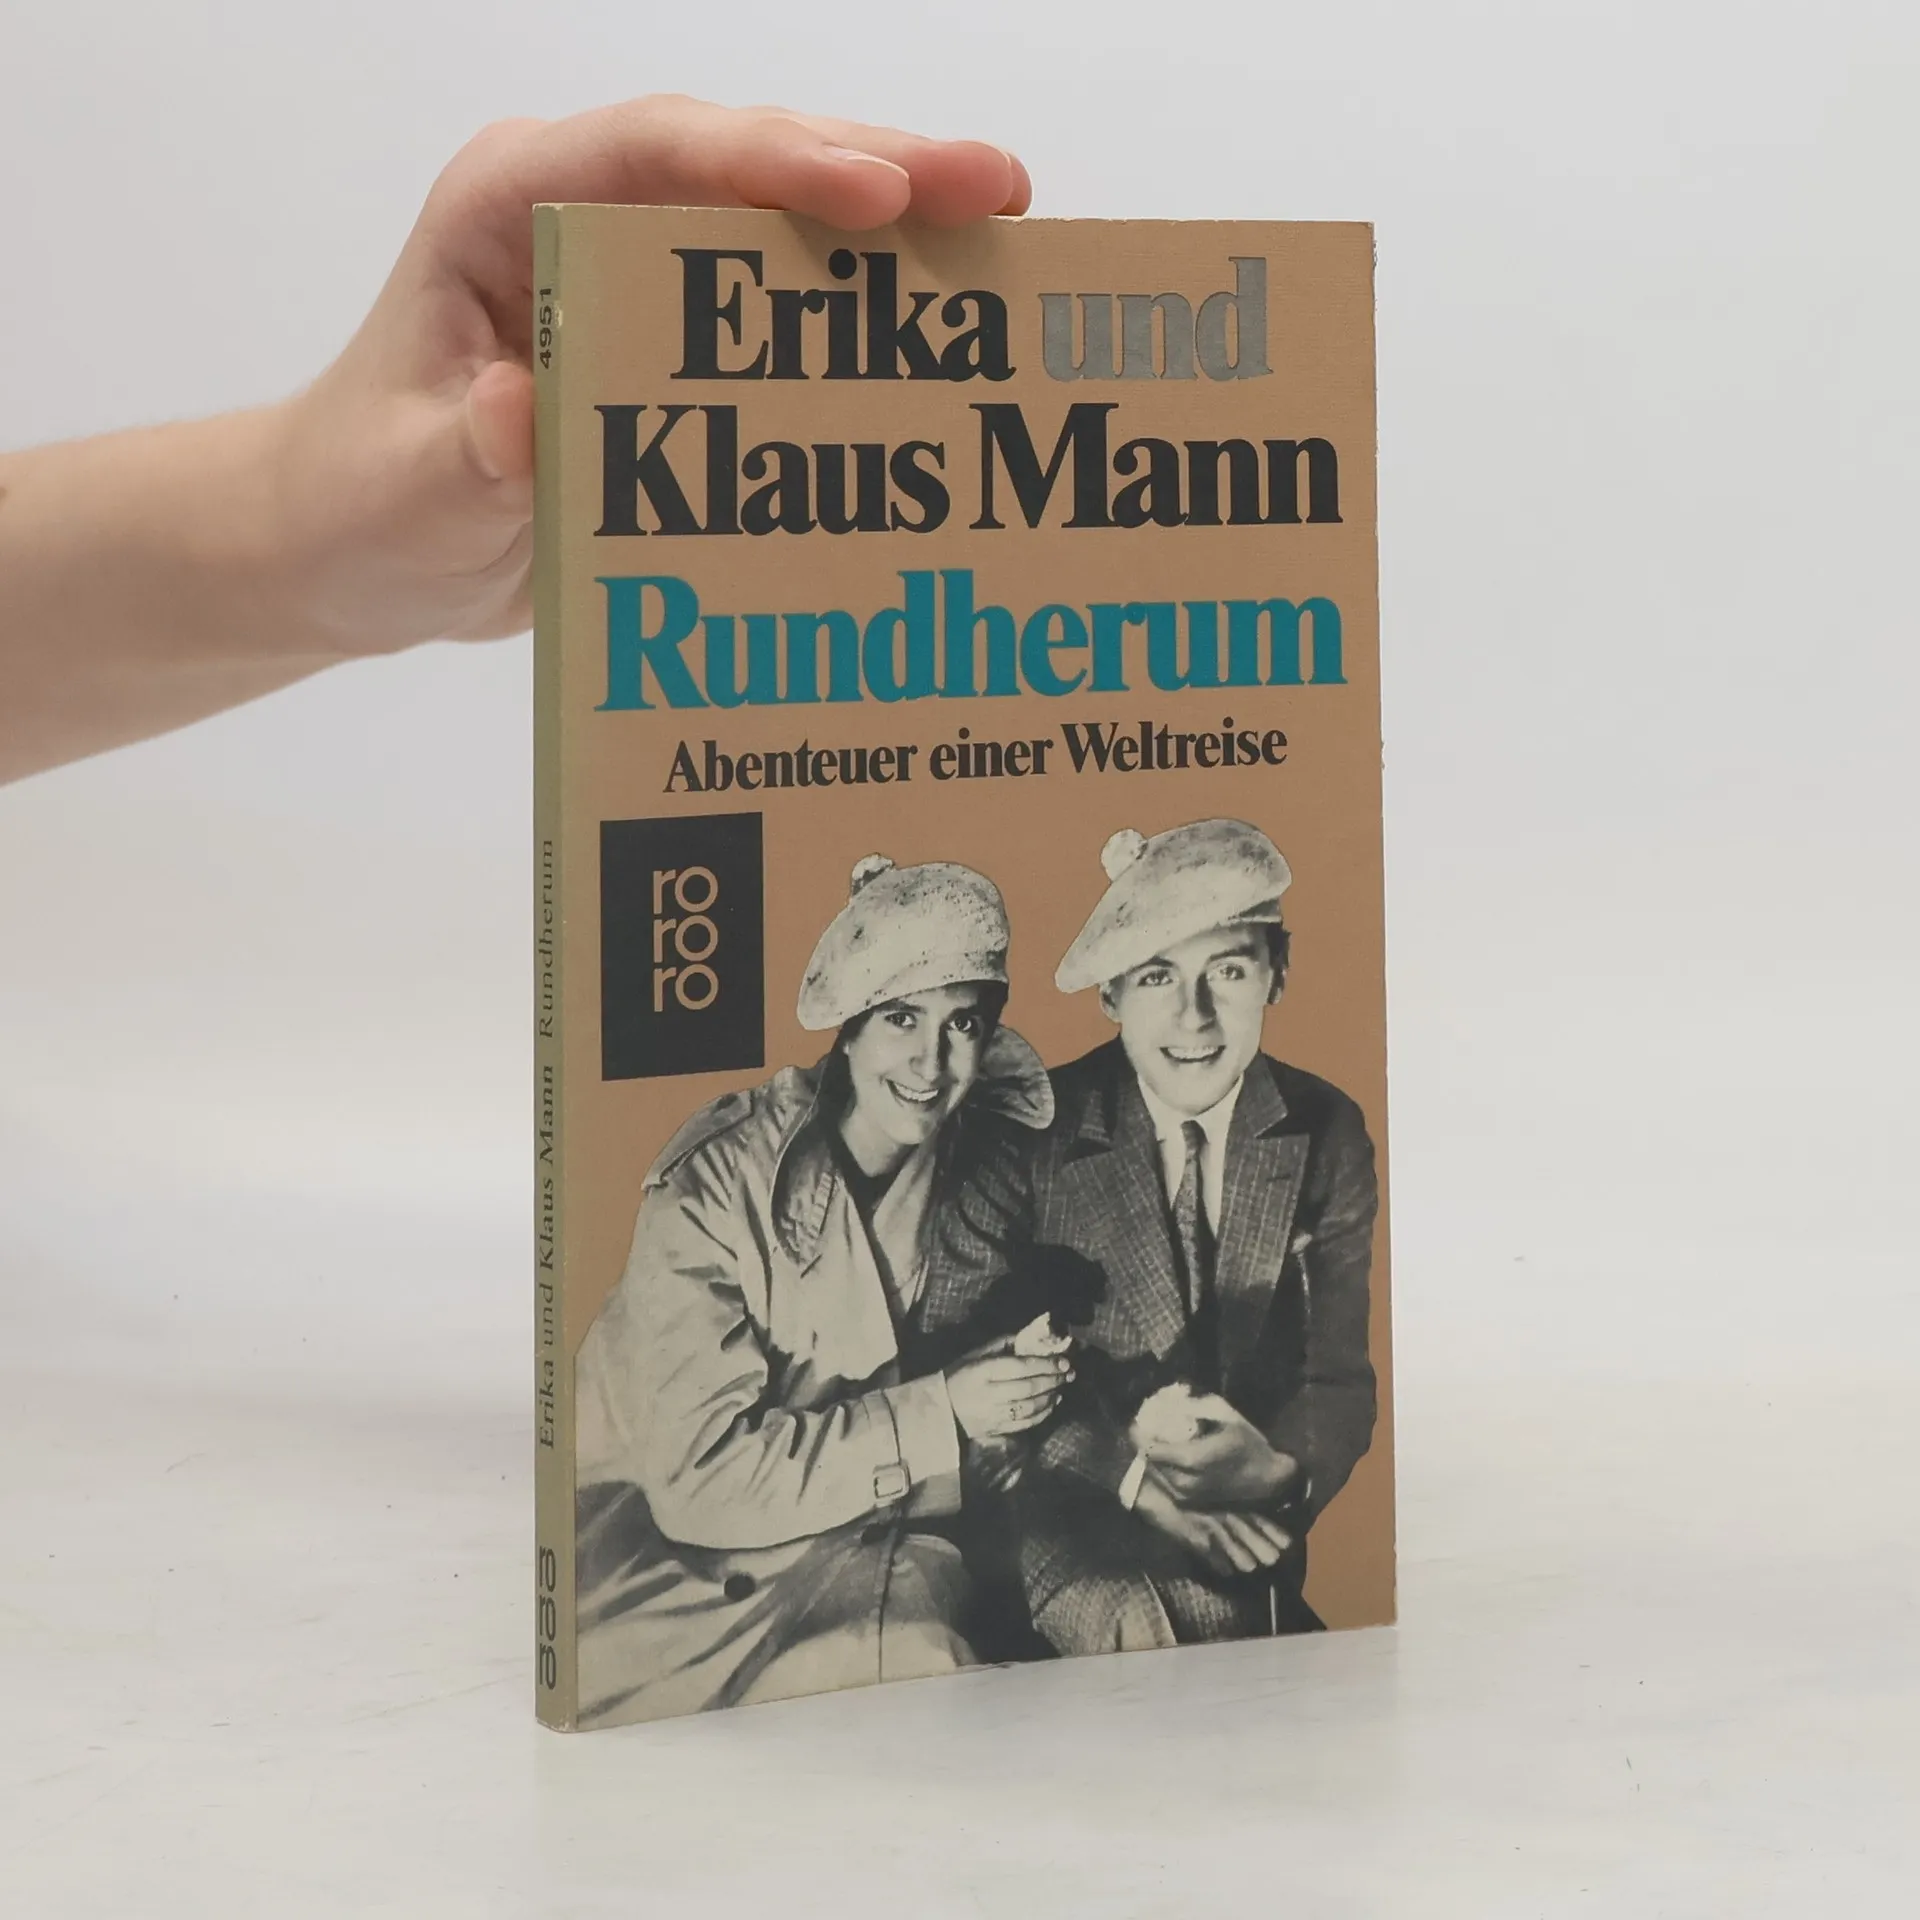 Erika und
Klaus Mann
Rundherum
Abenteuer einer Weltreise
ro
ro
ro
4951
Erika und Klaus Mann Rundherum
ro
ro
ro